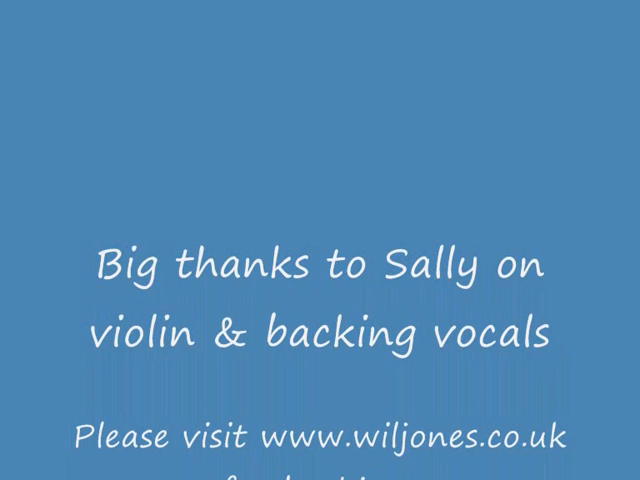 Big thanks to Sally on
violin & backing vocals
Please visit www.wiljones.co.uk